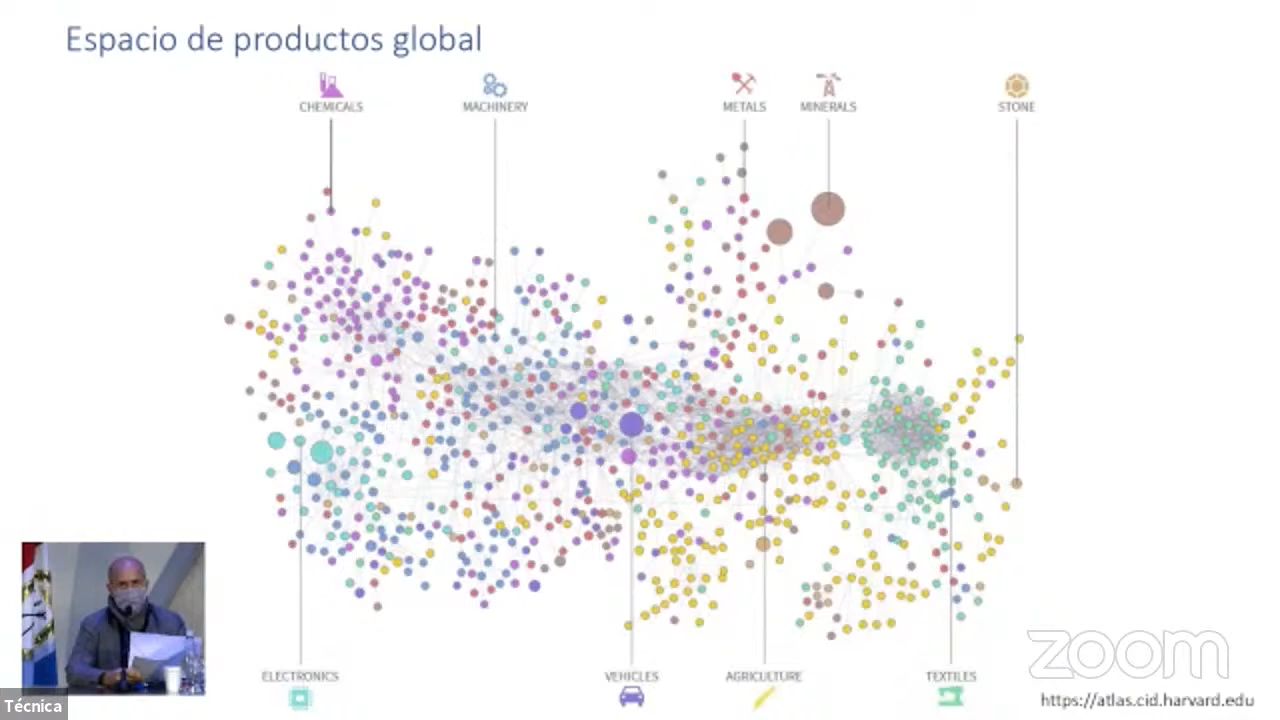 Espacio de productos global
CHEMICALS
MACHINERY
METALS
MINERALS
STONE
ELECTRONICS
VEHICLES
AGRICULTURE
TEXTILES
zoom
https://atlas.cid.harvard.edu
Técnica